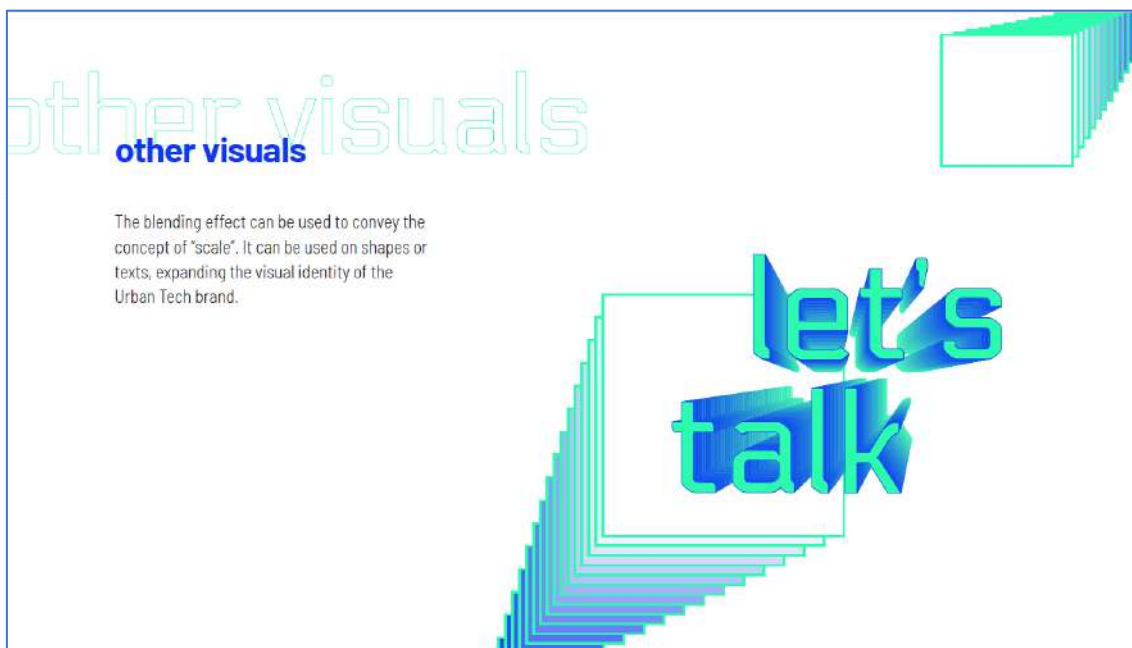 other visuals
other visuals
The blending effect can be used to convey the
concept of "scale". It can be used on shapes or
texts, expanding the visual identity of the
Urban Tech brand.
let's
talk